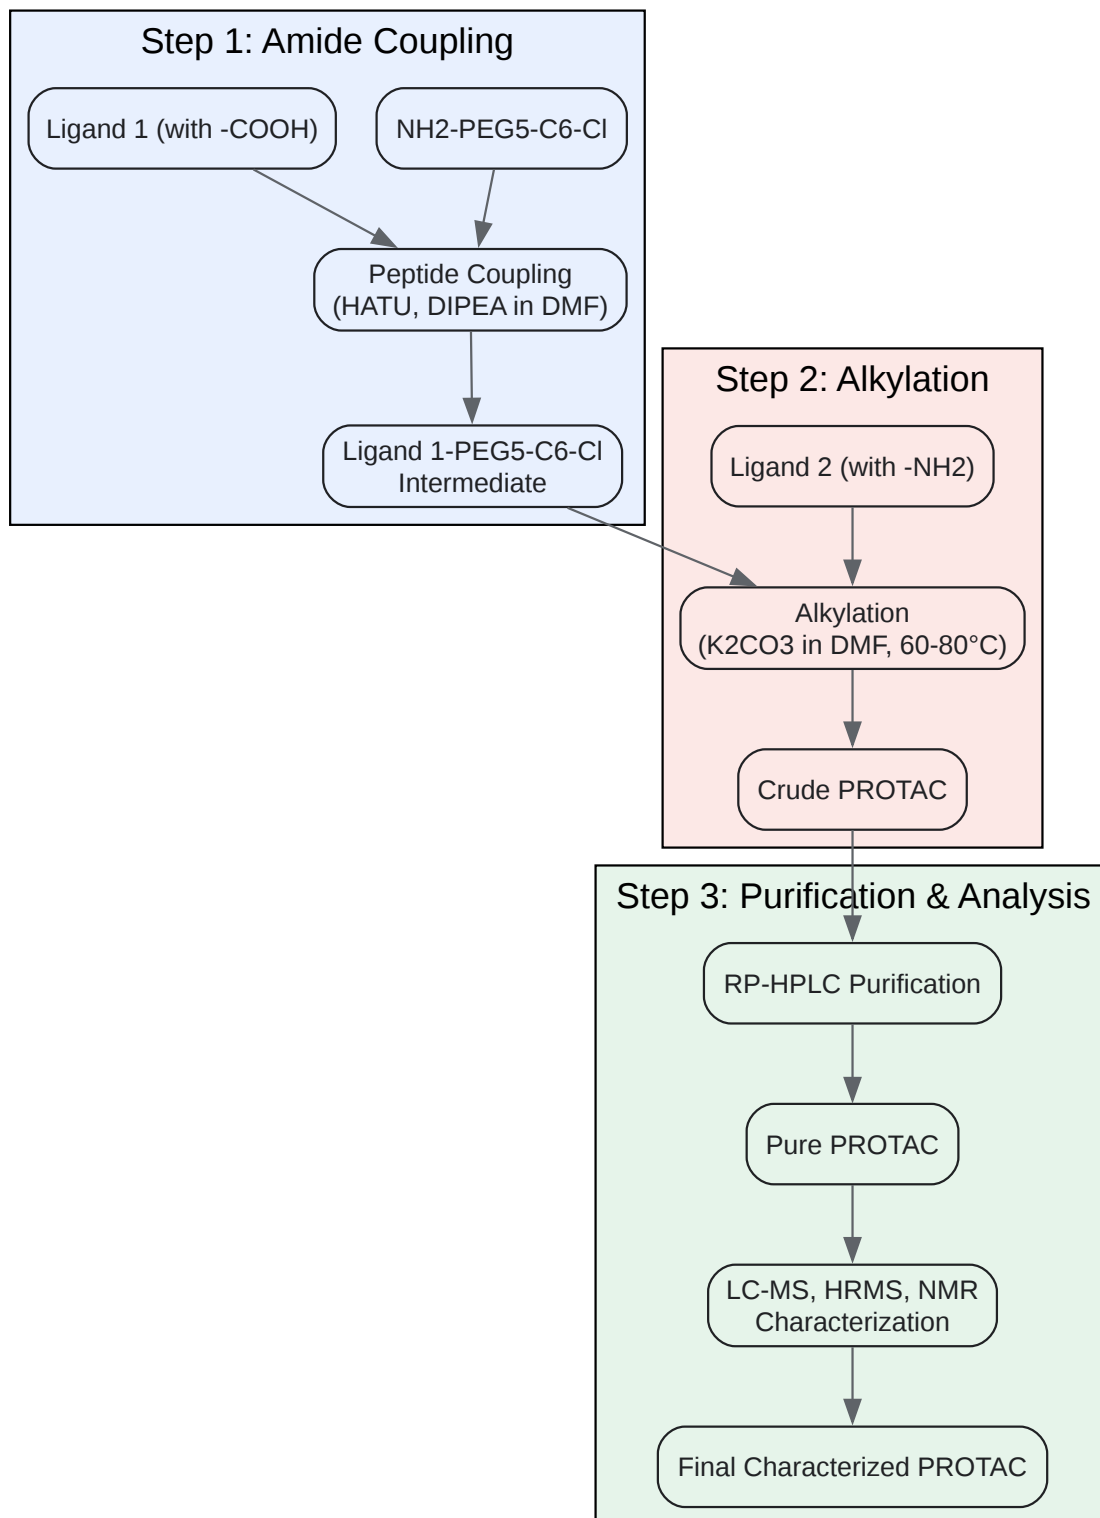 Step 1: Amide Coupling
Ligand 1 (with -COOH)
NH2-PEG5-C6-Cl
Peptide Coupling
(HATU, DIPEA in DMF)
Ligand 1-PEG5-C6-Cl
Intermediate
Step 2: Alkylation
Ligand 2 (with -NH2)
Alkylation
(K2CO3 in DMF, 60-80°C)
Crude PROTAC
Step 3: Purification & Analysis
RP-HPLC Purification
Pure PROTAC
LC-MS, HRMS, NMR
Characterization
Final Characterized PROTAC